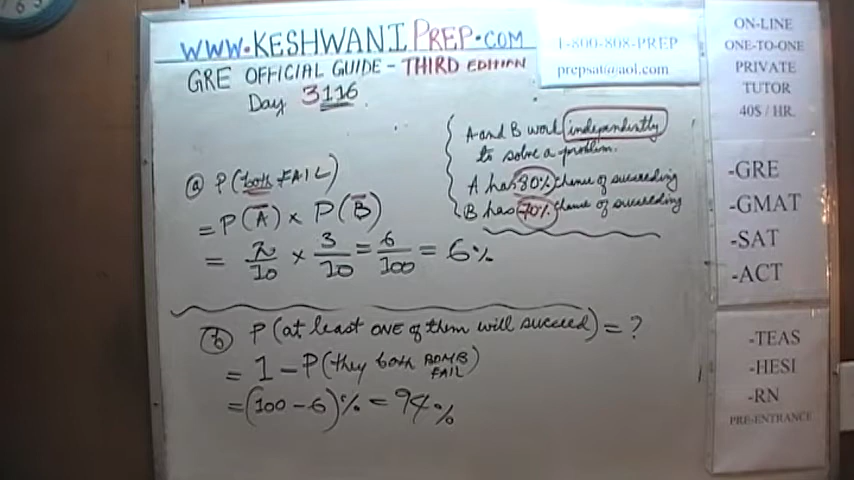 WWW.KESHWANIPREP.COM
GRE OFFICIAL GUIDE - THIRD EDITION
Day 3116
1-800-808-PREP
prepsat@aol.com
ON-LINE
ONE-TO-ONE
PRIVATE
TUTOR
40$ / HR.
-GRE
-GMAT
-SAT
-ACT
-TEAS
-HESI
-RN
PRE-ENTRANCE
A and B work independently
to solve a problem.
A has 80% chance of succeeding
B has 70% chance of succeeding
(a) P(both FAIL)
= P(A̅) × P(B̅)
= 2/10 × 3/10 = 6/100 = 6%
(b) P(at least ONE of them will succeed) = ?
= 1 - P(they both BOMB FAIL)
= (100 - 6)% = 94%